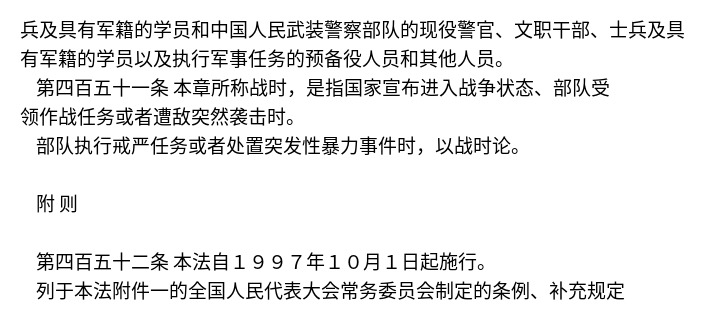 兵及具有军籍的学员和中国人民武装警察部队的现役警官、文职干部、士兵及具
有军籍的学员以及执行军事任务的预备役人员和其他人员。
第四百五十一条 本章所称战时，是指国家宣布进入战争状态、部队受
领作战任务或者遭敌突然袭击时。
部队执行戒严任务或者处置突发性暴力事件时，以战时论。
附 则
第四百五十二条 本法自１９９７年１０月１日起施行。
列于本法附件一的全国人民代表大会常务委员会制定的条例、补充规定